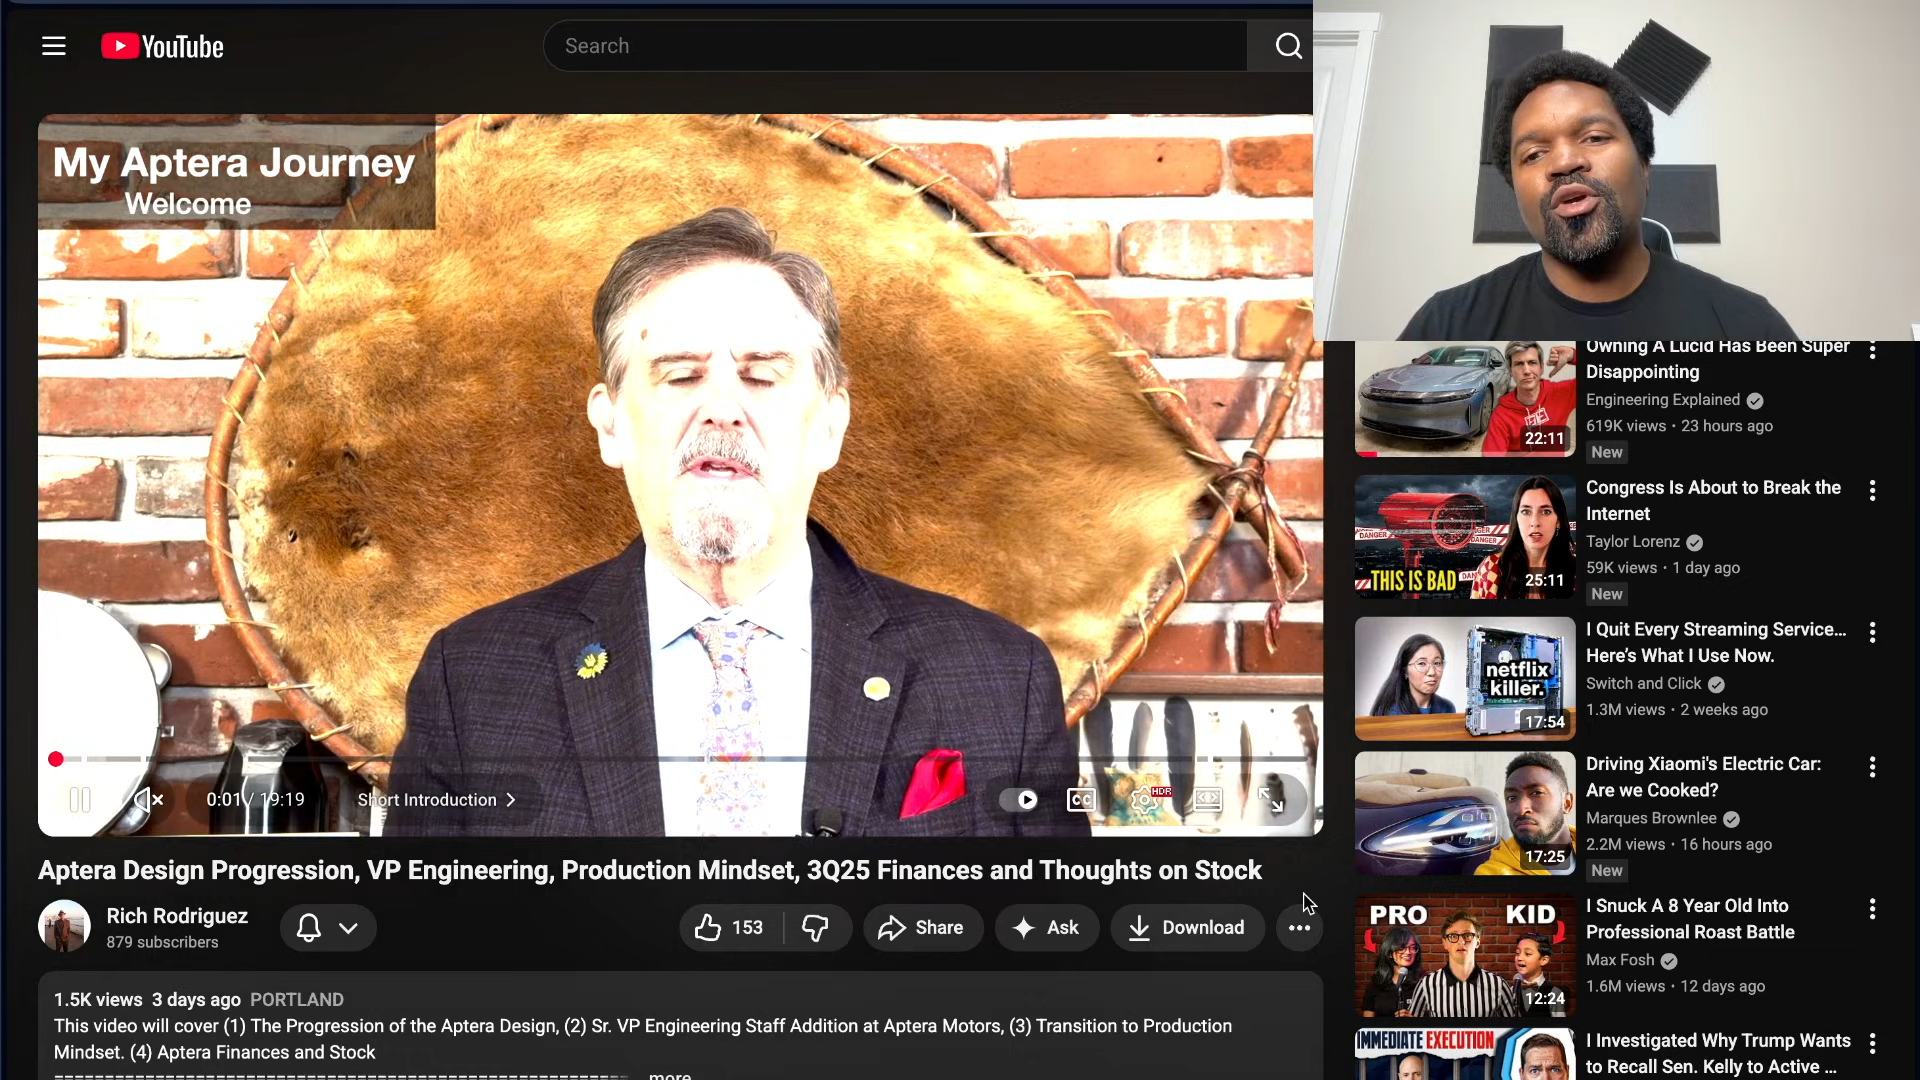 YouTube
Search
My Aptera Journey
Welcome
0:01 / 19:19
Short Introduction
CC
HDR
Aptera Design Progression, VP Engineering, Production Mindset, 3Q25 Finances and Thoughts on Stock
Rich Rodriguez
879 subscribers
153
Share
Ask
Download
1.5K views 3 days ago PORTLAND
This video will cover (1) The Progression of the Aptera Design, (2) Sr. VP Engineering Staff Addition at Aptera Motors, (3) Transition to Production
Mindset. (4) Aptera Finances and Stock
...more
Owning A Lucid Has Been Super
Disappointing
Engineering Explained
619K views • 23 hours ago
New
22:11
Congress Is About to Break the
Internet
Taylor Lorenz
59K views • 1 day ago
New
DANGER
DANGER
THIS IS BAD
25:11
I Quit Every Streaming Service...
Here's What I Use Now.
Switch and Click
1.3M views • 2 weeks ago
netflix
killer.
17:54
Driving Xiaomi's Electric Car:
Are we Cooked?
Marques Brownlee
2.2M views • 16 hours ago
New
17:25
I Snuck A 8 Year Old Into
Professional Roast Battle
Max Fosh
1.6M views • 12 days ago
PRO KID
12:24
IMMEDIATE EXECUTION
I Investigated Why Trump Wants
to Recall Sen. Kelly to Active ...